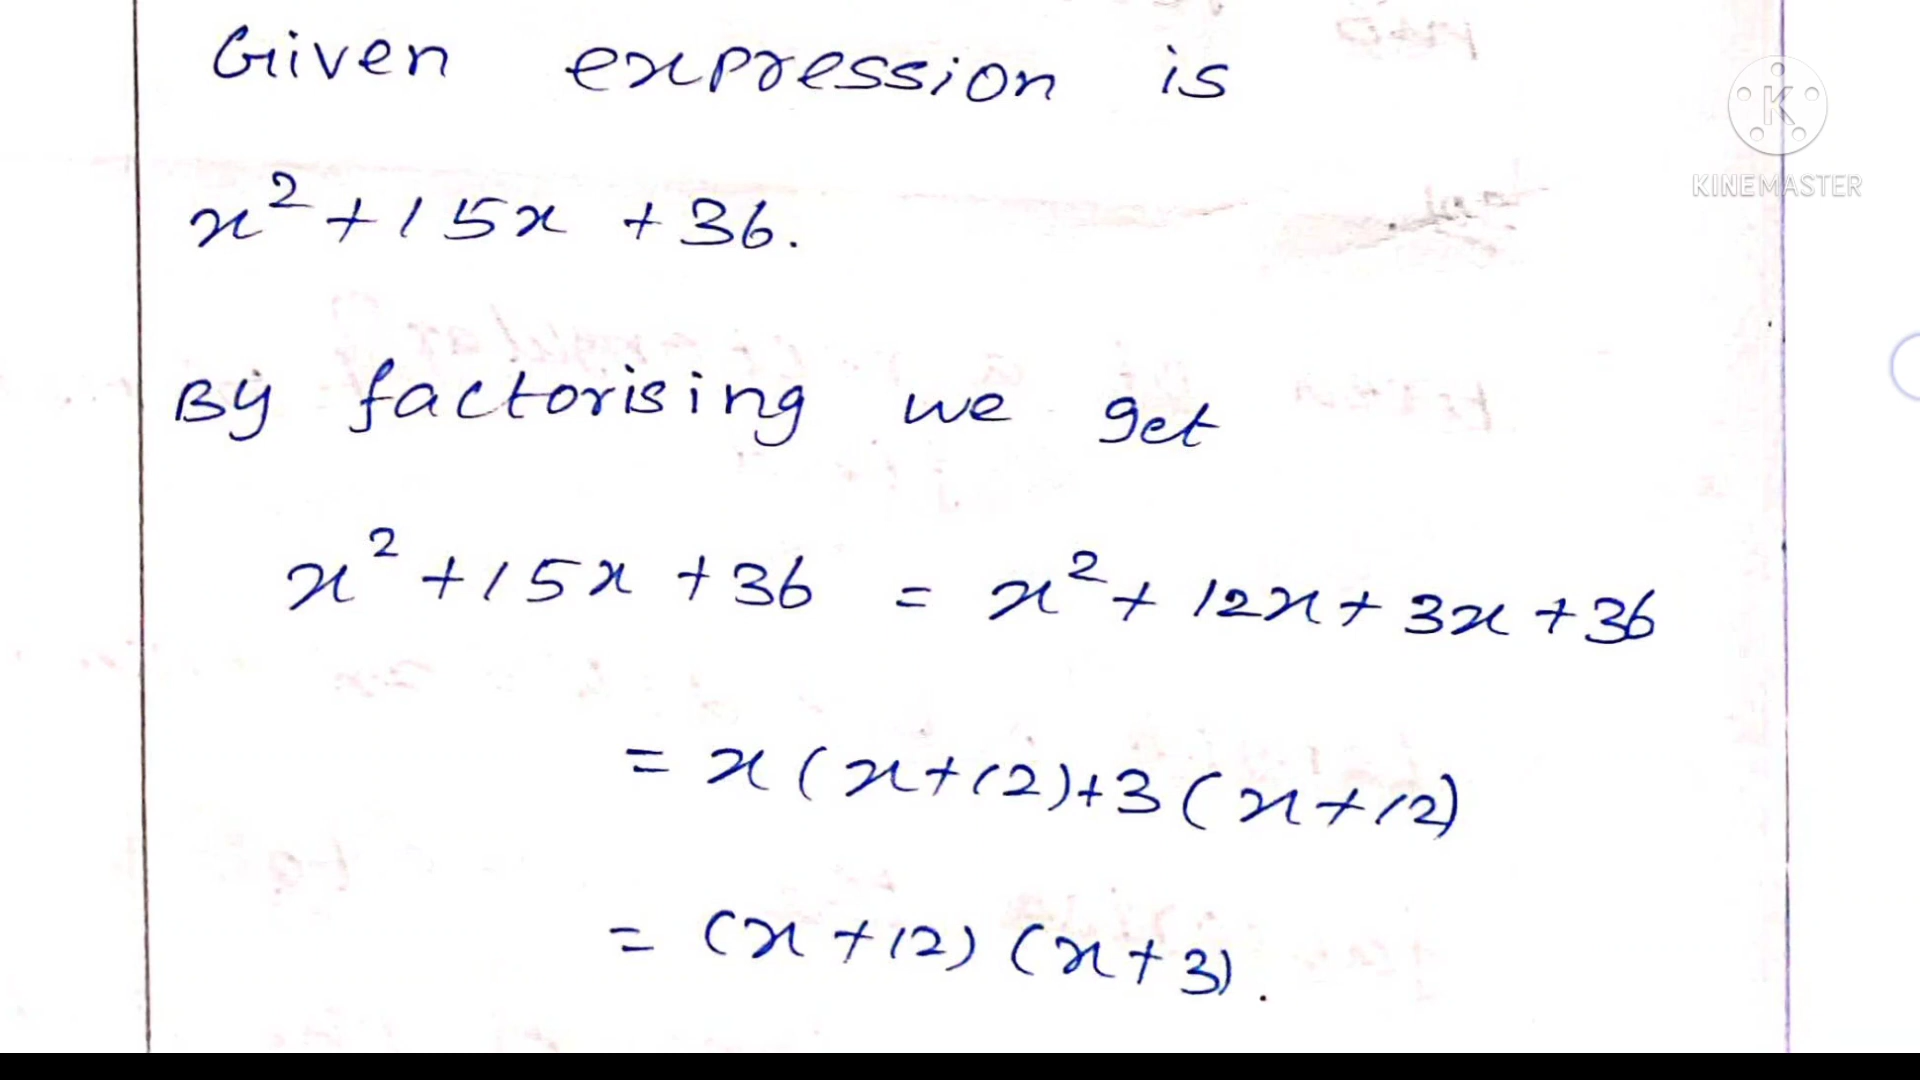 Given expression is
K
KINEMASTER
x² + 15x + 36.
By factorising we get
x² + 15x + 36 = x² + 12x + 3x + 36
= x(x+12)+3(x+12)
= (x+12)(x+3).